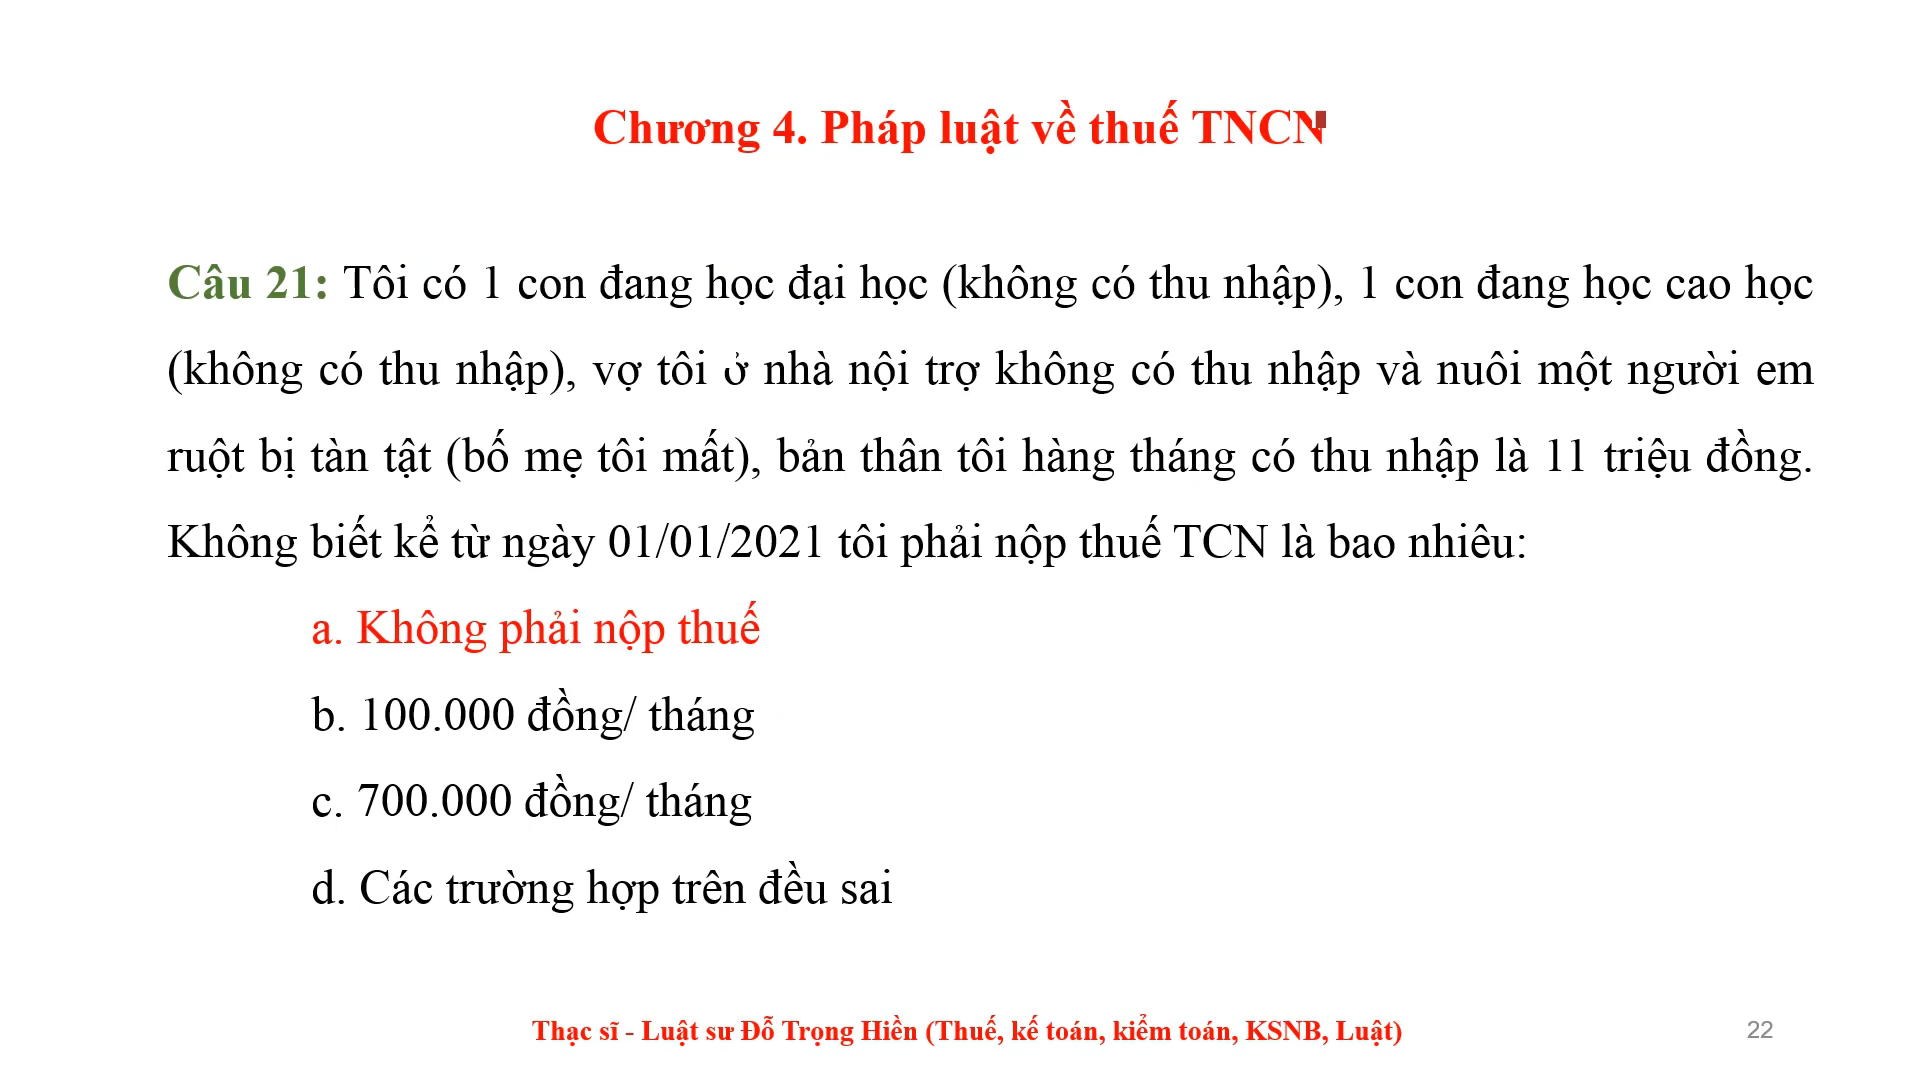 Chương 4. Pháp luật về thuế TNCN
Câu 21: Tôi có 1 con đang học đại học (không có thu nhập), 1 con đang học cao học
(không có thu nhập), vợ tôi ở nhà nội trợ không có thu nhập và nuôi một người em
ruột bị tàn tật (bố mẹ tôi mất), bản thân tôi hàng tháng có thu nhập là 11 triệu đồng.
Không biết kể từ ngày 01/01/2021 tôi phải nộp thuế TCN là bao nhiêu:
a. Không phải nộp thuế
b. 100.000 đồng/ tháng
c. 700.000 đồng/ tháng
d. Các trường hợp trên đều sai
Thạc sĩ - Luật sư Đỗ Trọng Hiền (Thuế, kế toán, kiểm toán, KSNB, Luật)
22